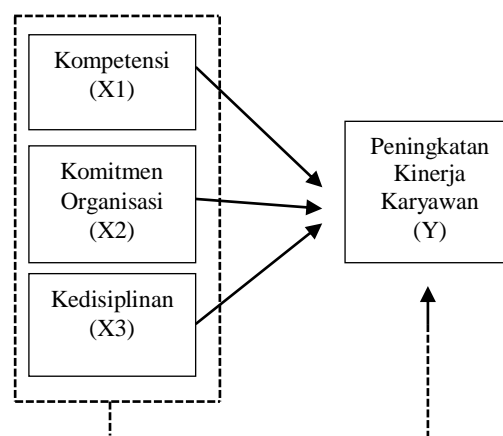 Kompetensi
(X1)
Komitmen
Organisasi
(X2)
Kedisiplinan
(X3)
Peningkatan
Kinerja
Karyawan
(Y)